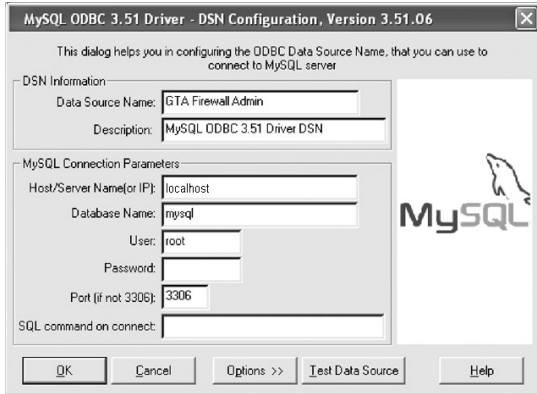 MySQL ODBC 3.51 Driver - DSN Configuration, Version 3.51.06
This dialog helps you in configuring the ODBC Data Source Name, that you can use to
connect to MySQL server
DSN Information
Data Source Name: GTA Firewall Admin
Description: MySQL ODBC 3.51 Driver DSN
MySQL Connection Parameters
Host/Server Name(or IP): localhost
Database Name: mysql
User: root
Password:
Port (if not 3306): 3306
SQL command on connect:
MySQL
OK Cancel Options >> Test Data Source Help